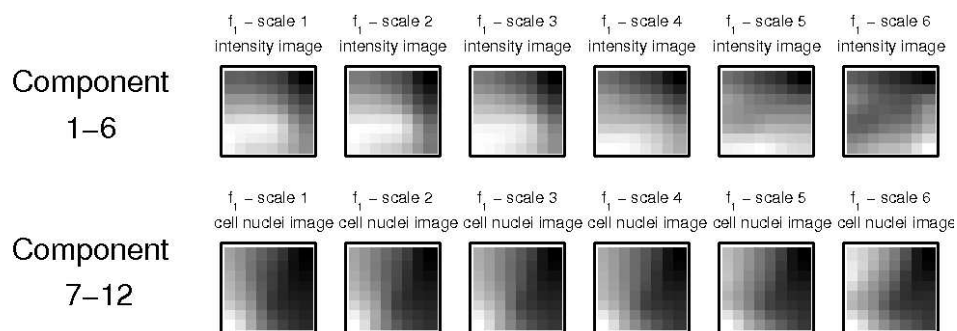 f1 – scale 1 f1 – scale 2 f1 – scale 3 f1 – scale 4 f1 – scale 5 f1 – scale 6
intensity image intensity image intensity image intensity image intensity image intensity image
Component
1–6
f1 – scale 1 f1 – scale 2 f1 – scale 3 f1 – scale 4 f1 – scale 5 f1 – scale 6
cell nuclei image cell nuclei image cell nuclei image cell nuclei image cell nuclei image cell nuclei image
Component
7–12